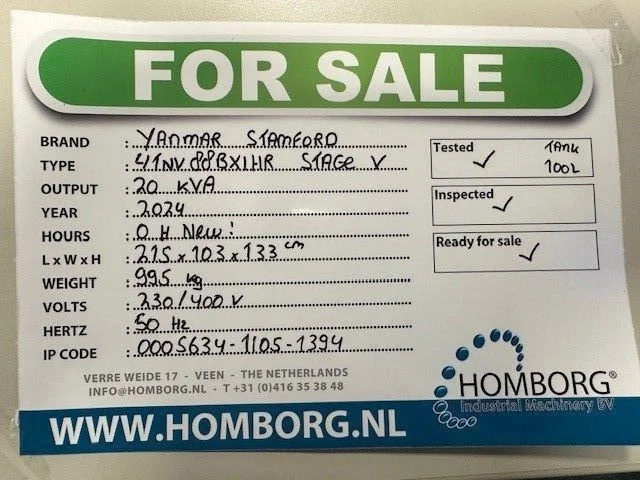 FOR SALE
BRAND : YANMAR STAMFORD
TYPE : 4TNV88BX1HR STAGE V
OUTPUT : 20 KVA
YEAR : 2024
HOURS : 0 H New!
L x W x H : 215 x 103 x 133 cm
WEIGHT : 995 kg
VOLTS : 230/400 V
HERTZ : 50 Hz
IP CODE : 0005634-1105-1394
Tested ✓ TANK 100L
Inspected ✓
Ready for sale ✓
VERRE WEIDE 17 - VEEN - THE NETHERLANDS
INFO@HOMBORG.NL - T +31 (0)416 35 38 48
HOMBORG®
Industrial Machinery BV
WWW.HOMBORG.NL